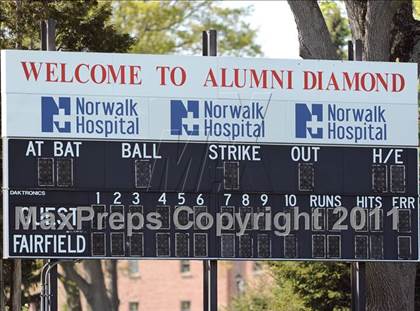 WELCOME TO ALUMNI DIAMOND
Norwalk Hospital Norwalk Hospital Norwalk Hospital
AT BAT BALL STRIKE OUT H/E
DAKTRONICS 1 2 3 4 5 6 7 8 9 10 RUNS HITS ERR
GUEST
MaxPreps Copyright 2011
FAIRFIELD